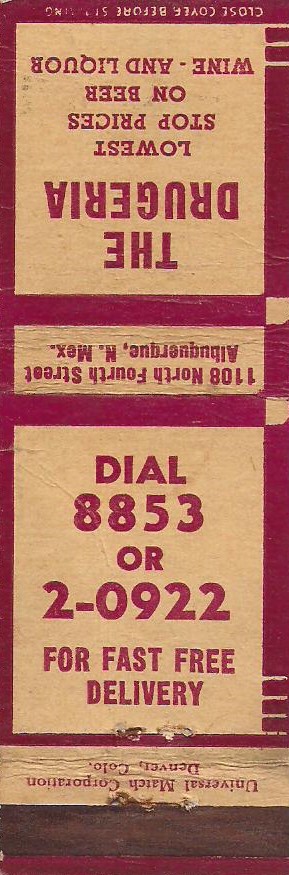 THE
DRUGERIA
LOWEST
STOP PRICES
ON BEER
WINE - AND LIQUOR
CLOSE COVER BEFORE
1108 North Fourth Street
Albuquerque, N. Mex.
DIAL
8853
OR
2-0922
FOR FAST FREE
DELIVERY
Universal Match Corporation
Denver, Colo.